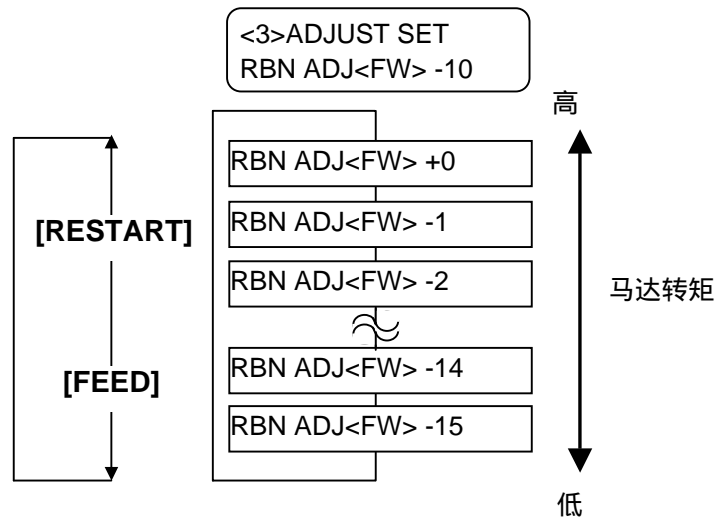 <3>ADJUST SET
RBN ADJ<FW> -10
高
RBN ADJ<FW> +0
[RESTART]
RBN ADJ<FW> -1
RBN ADJ<FW> -2
马达转矩
[FEED]
RBN ADJ<FW> -14
RBN ADJ<FW> -15
低